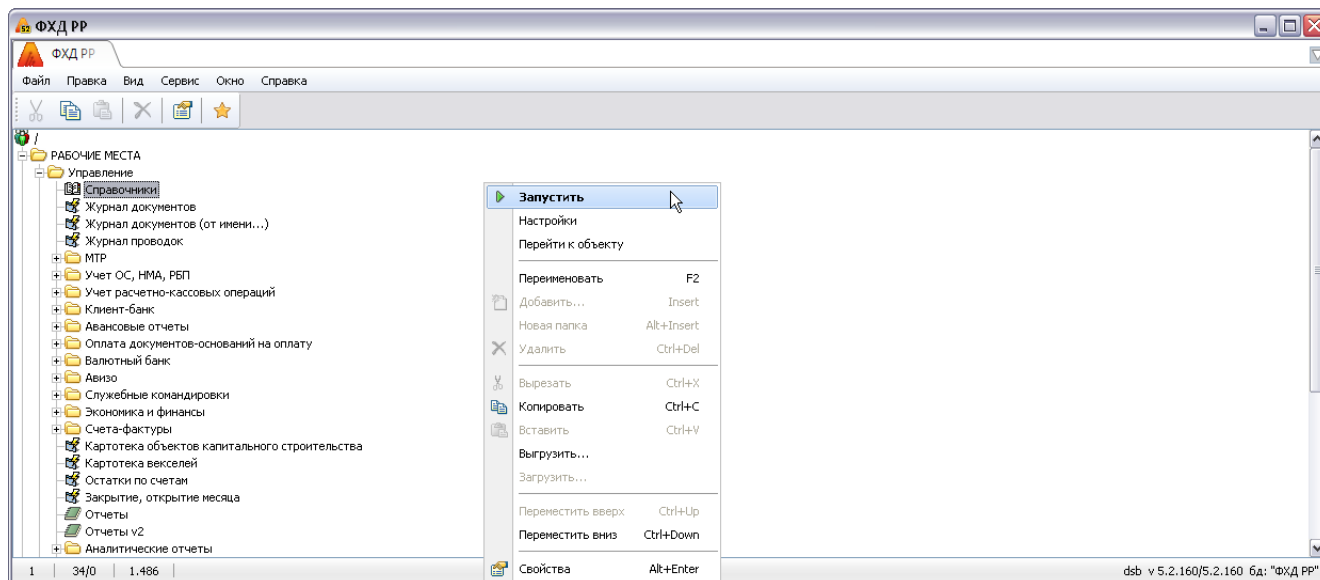 ФХД РР
ФХД РР
Файл Правка Вид Сервис Окно Справка
/
РАБОЧИЕ МЕСТА
Управление
Справочники
Журнал документов
Журнал документов (от имени...)
Журнал проводок
МТР
Учет ОС, НМА, РБП
Учет расчетно-кассовых операций
Клиент-банк
Авансовые отчеты
Оплата документов-оснований на оплату
Валютный банк
Авизо
Служебные командировки
Экономика и финансы
Счета-фактуры
Картотека объектов капитального строительства
Картотека векселей
Остатки по счетам
Закрытие, открытие месяца
Отчеты
Отчеты v2
Аналитические отчеты
Запустить
Настройки
Перейти к объекту
Переименовать F2
Добавить... Insert
Новая папка Alt+Insert
Удалить Ctrl+Del
Вырезать Ctrl+X
Копировать Ctrl+C
Вставить Ctrl+V
Выгрузить...
Загрузить...
Переместить вверх Ctrl+Up
Переместить вниз Ctrl+Down
Свойства Alt+Enter
1 34/0 1.486 dsb v 5.2.160/5.2.160 бд: "ФХД РР"